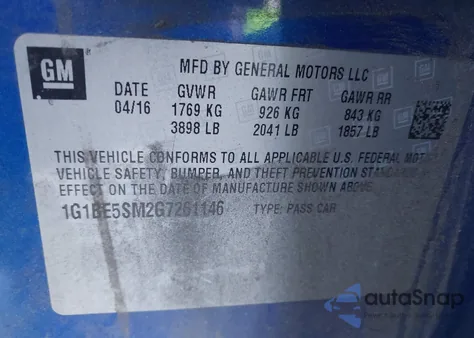 GM
MFD BY GENERAL MOTORS LLC
DATE GVWR GAWR FRT GAWR RR
04/16 1769 KG 926 KG 843 KG
3898 LB 2041 LB 1857 LB
THIS VEHICLE CONFORMS TO ALL APPLICABLE U.S. FEDERAL MOTOR
VEHICLE SAFETY, BUMPER, AND THEFT PREVENTION STANDARDS
EFFECT ON THE DATE OF MANUFACTURE SHOWN ABOVE.
1G1BE5SM2G7261146 TYPE: PASS CAR
autoSnap